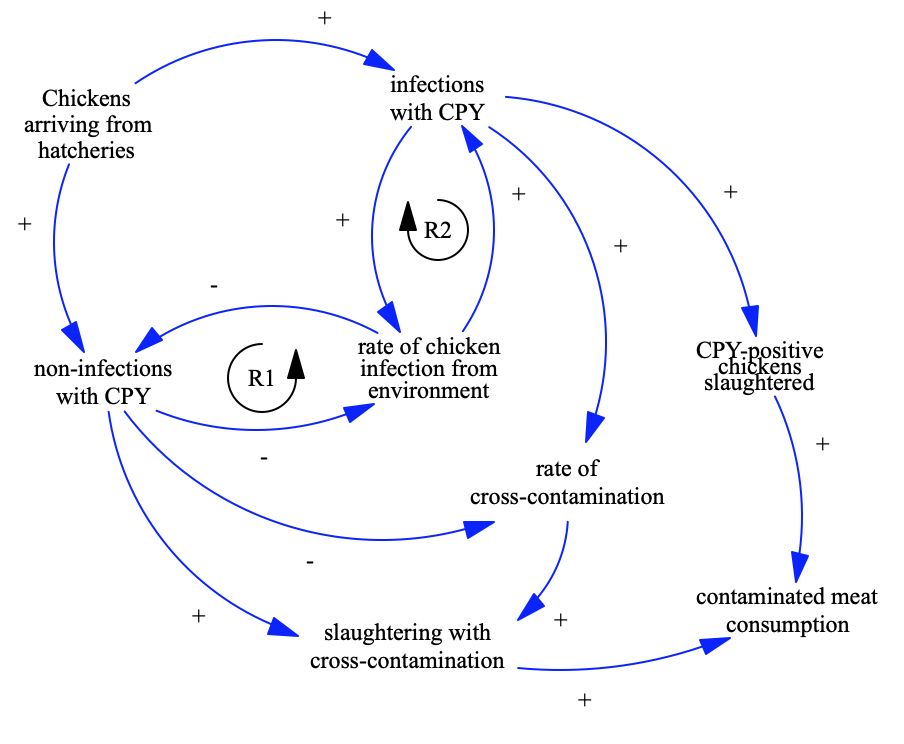 +
infections
with CPY
Chickens
arriving from
hatcheries
+
+
+
+
+
R2
-
rate of chicken
infection from
environment
non-infections
with CPY
R1
CPY-positive
chickens
slaughtered
-
+
rate of
cross-contamination
-
contaminated meat
consumption
+
+
slaughtering with
cross-contamination
+